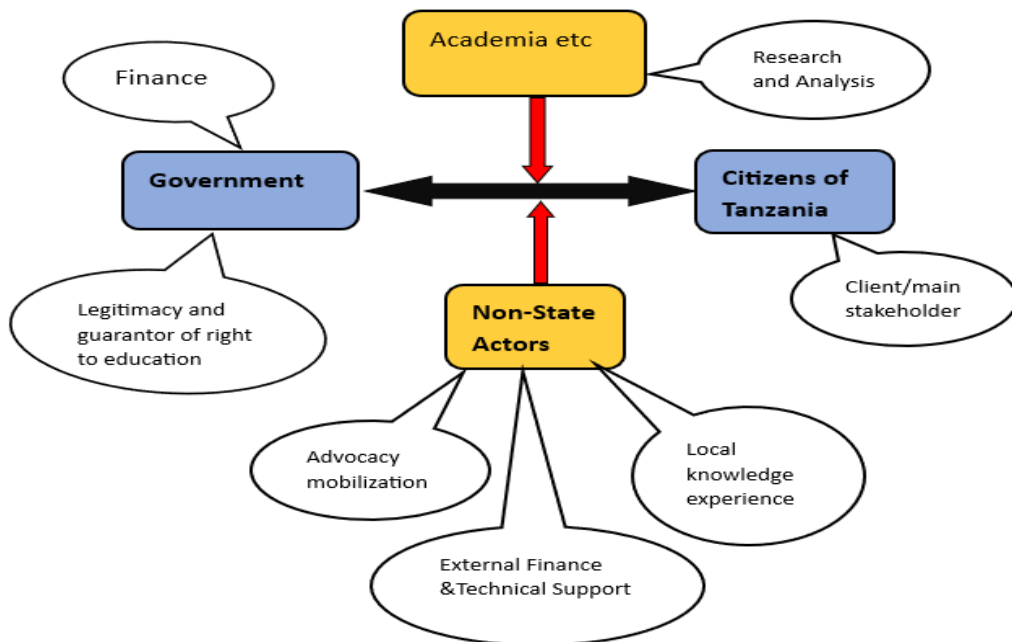 Academia etc
Research
and Analysis
Finance
Government
Citizens of
Tanzania
Legitimacy and
guarantor of right
to education
Client/main
stakeholder
Non-State
Actors
Advocacy
mobilization
Local
knowledge
experience
External Finance
&Technical Support